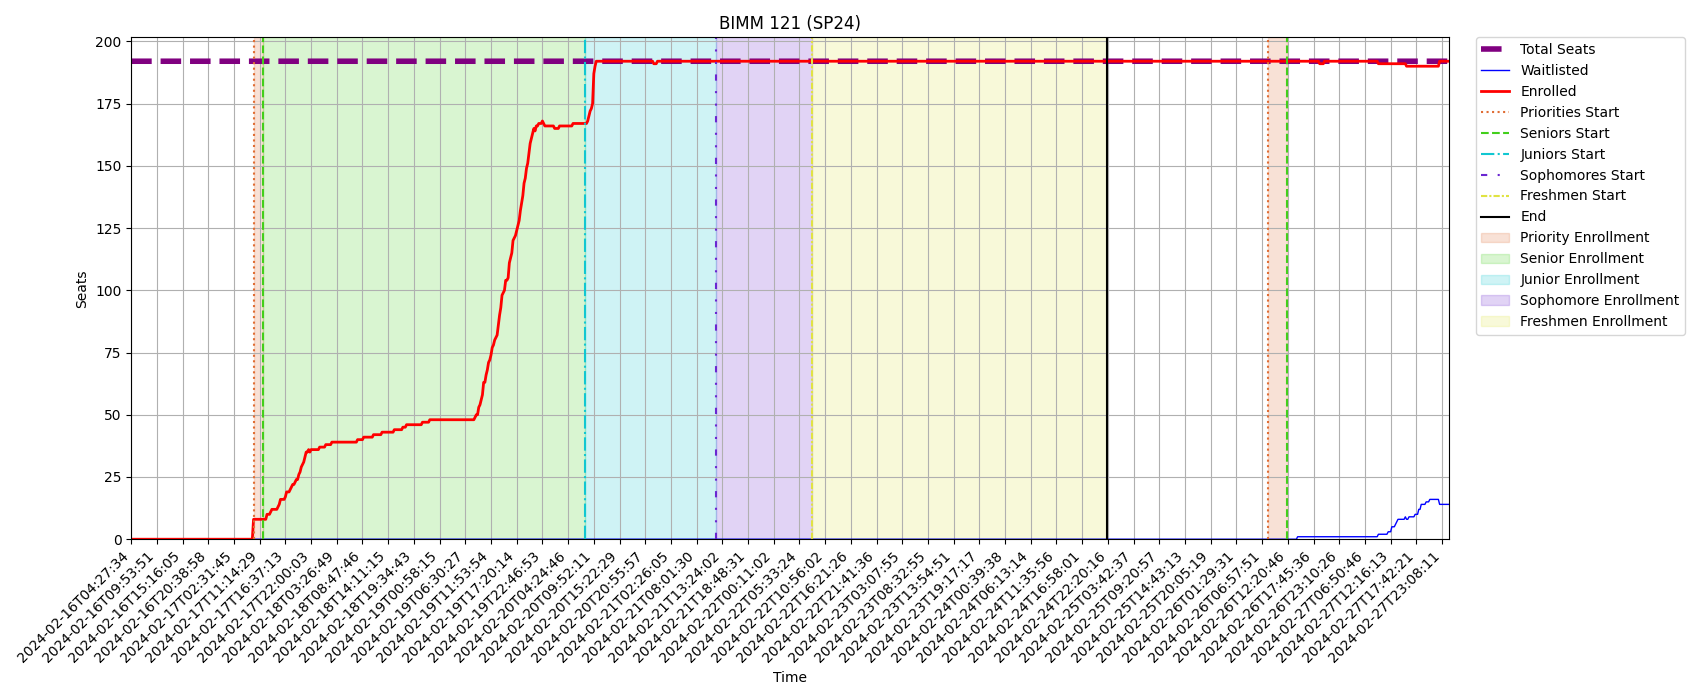 BIMM 121 (SP24)
200
175
150
125
100
75
50
25
0
Seats
2024-02-16T04:27:34
2024-02-16T09:53:51
2024-02-16T15:16:05
2024-02-16T20:38:58
2024-02-17T02:31:45
2024-02-17T11:14:29
2024-02-17T16:37:13
2024-02-17T22:00:03
2024-02-18T03:26:49
2024-02-18T08:47:46
2024-02-18T14:11:15
2024-02-18T19:34:43
2024-02-19T00:58:15
2024-02-19T06:30:27
2024-02-19T11:53:54
2024-02-19T17:20:14
2024-02-19T22:46:53
2024-02-20T04:24:46
2024-02-20T09:52:11
2024-02-20T15:22:29
2024-02-20T20:55:57
2024-02-21T02:26:05
2024-02-21T08:01:30
2024-02-21T13:24:02
2024-02-21T18:48:31
2024-02-22T00:11:02
2024-02-22T05:33:24
2024-02-22T10:56:02
2024-02-22T16:21:26
2024-02-22T21:41:36
2024-02-23T03:07:55
2024-02-23T08:32:55
2024-02-23T13:54:51
2024-02-23T19:17:17
2024-02-24T00:39:38
2024-02-24T06:13:14
2024-02-24T11:35:56
2024-02-24T16:58:01
2024-02-24T22:20:16
2024-02-25T03:42:37
2024-02-25T09:20:57
2024-02-25T14:43:13
2024-02-25T20:05:19
2024-02-26T01:29:31
2024-02-26T06:57:51
2024-02-26T12:20:46
2024-02-26T17:45:36
2024-02-26T23:10:28
2024-02-27T06:50:46
2024-02-27T12:16:13
2024-02-27T17:42:21
2024-02-27T23:08:11
Time
Total Seats
Waitlisted
Enrolled
Priorities Start
Seniors Start
Juniors Start
Sophomores Start
Freshmen Start
End
Priority Enrollment
Senior Enrollment
Junior Enrollment
Sophomore Enrollment
Freshmen Enrollment